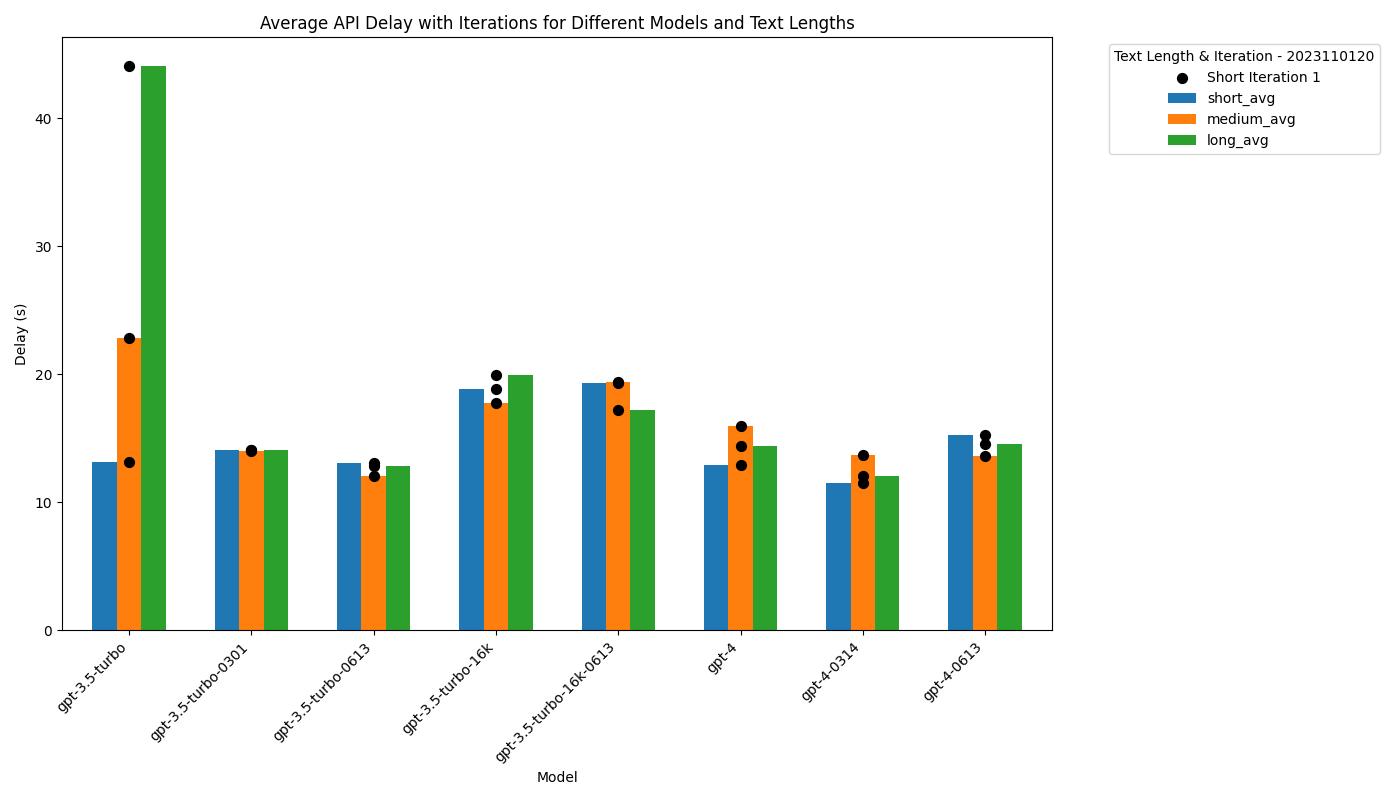 Average API Delay with Iterations for Different Models and Text Lengths
Text Length & Iteration - 2023110120
Short Iteration 1
short_avg
medium_avg
long_avg
Delay (s)
40
30
20
10
0
gpt-3.5-turbo
gpt-3.5-turbo-0301
gpt-3.5-turbo-0613
gpt-3.5-turbo-16k
gpt-3.5-turbo-16k-0613
gpt-4
gpt-4-0314
gpt-4-0613
Model